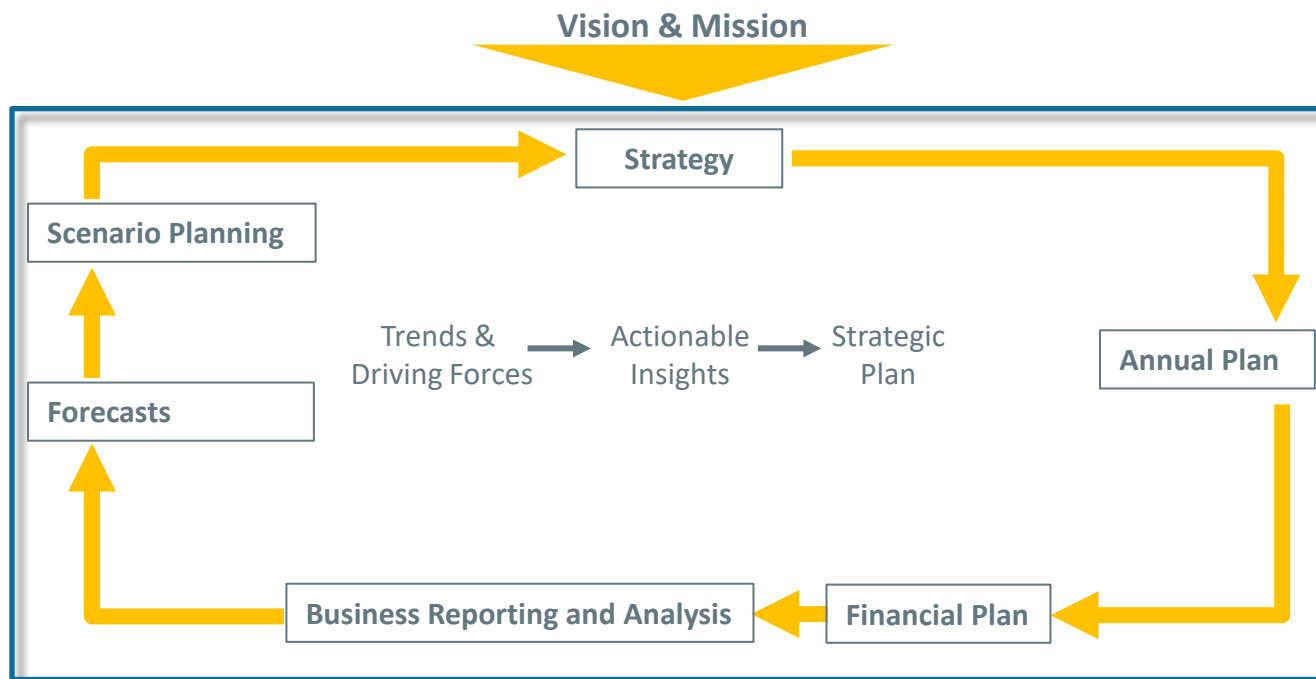 Vision & Mission
Strategy
Scenario Planning
Trends &
Driving Forces
Actionable
Insights
Strategic
Plan
Annual Plan
Forecasts
Business Reporting and Analysis
Financial Plan